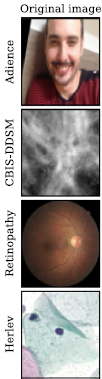 Original image
Adience
CBIS-DDSM
Retinopathy
Herlev